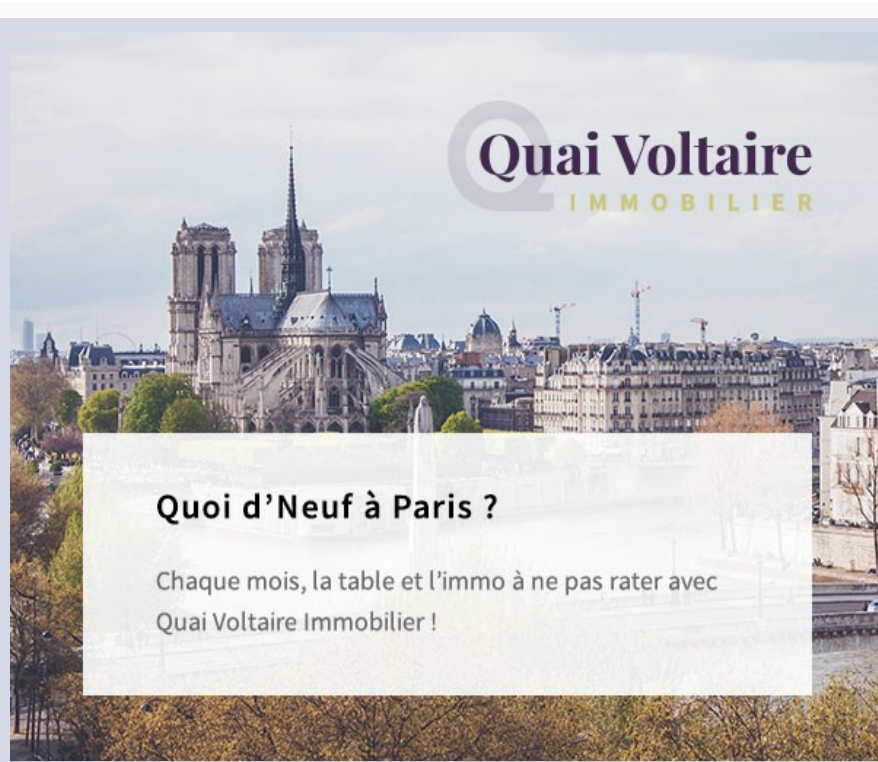 Quai Voltaire
IMMOBILIER
Quoi d’Neuf à Paris ?
Chaque mois, la table et l’immo à ne pas rater avec
Quai Voltaire Immobilier !